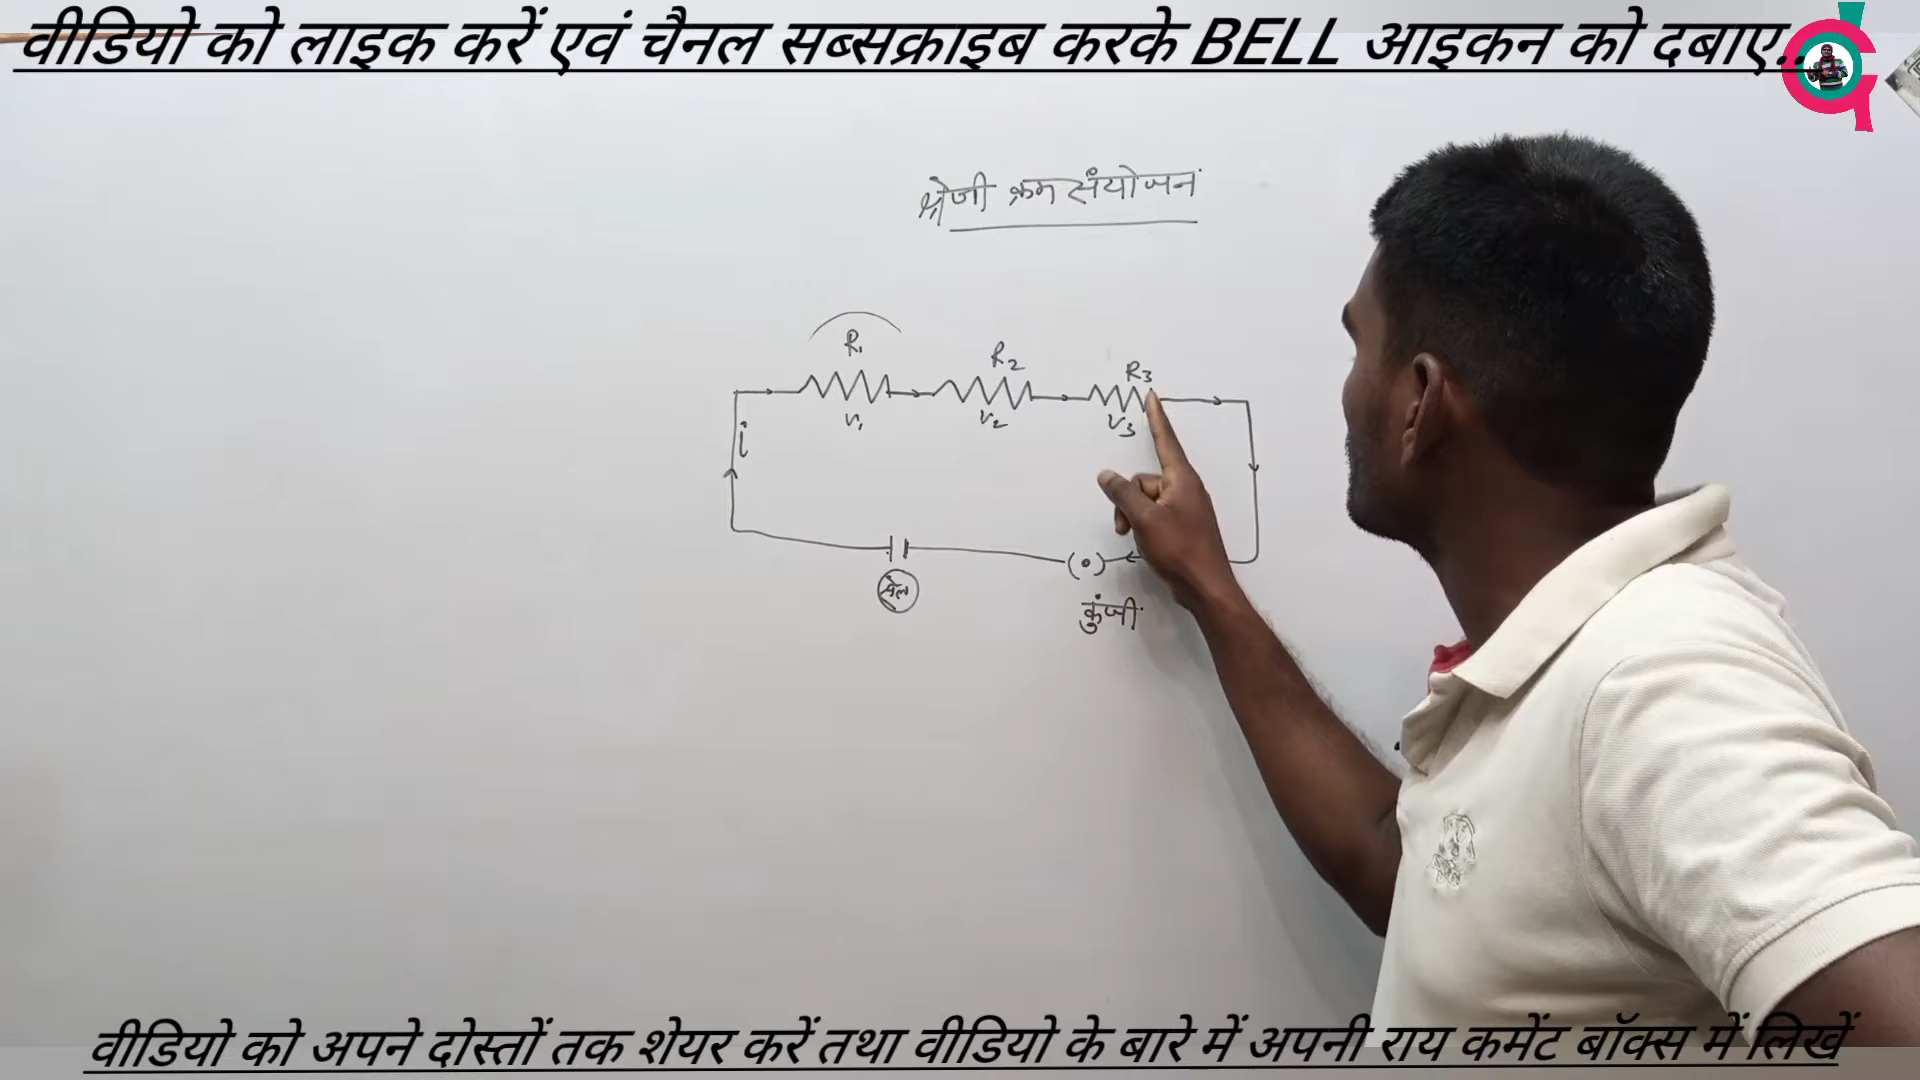 वीडियो को लाइक करें एवं चैनल सब्सक्राइब करके BELL आइकन को दबाए..
श्रेणी क्रम संयोजन
R₁
R₂
R₃
V₁
V₂
V₃
i
सेल
कुंजी
वीडियो को अपने दोस्तों तक शेयर करें तथा वीडियो के बारे में अपनी राय कमेंट बॉक्स में लिखें